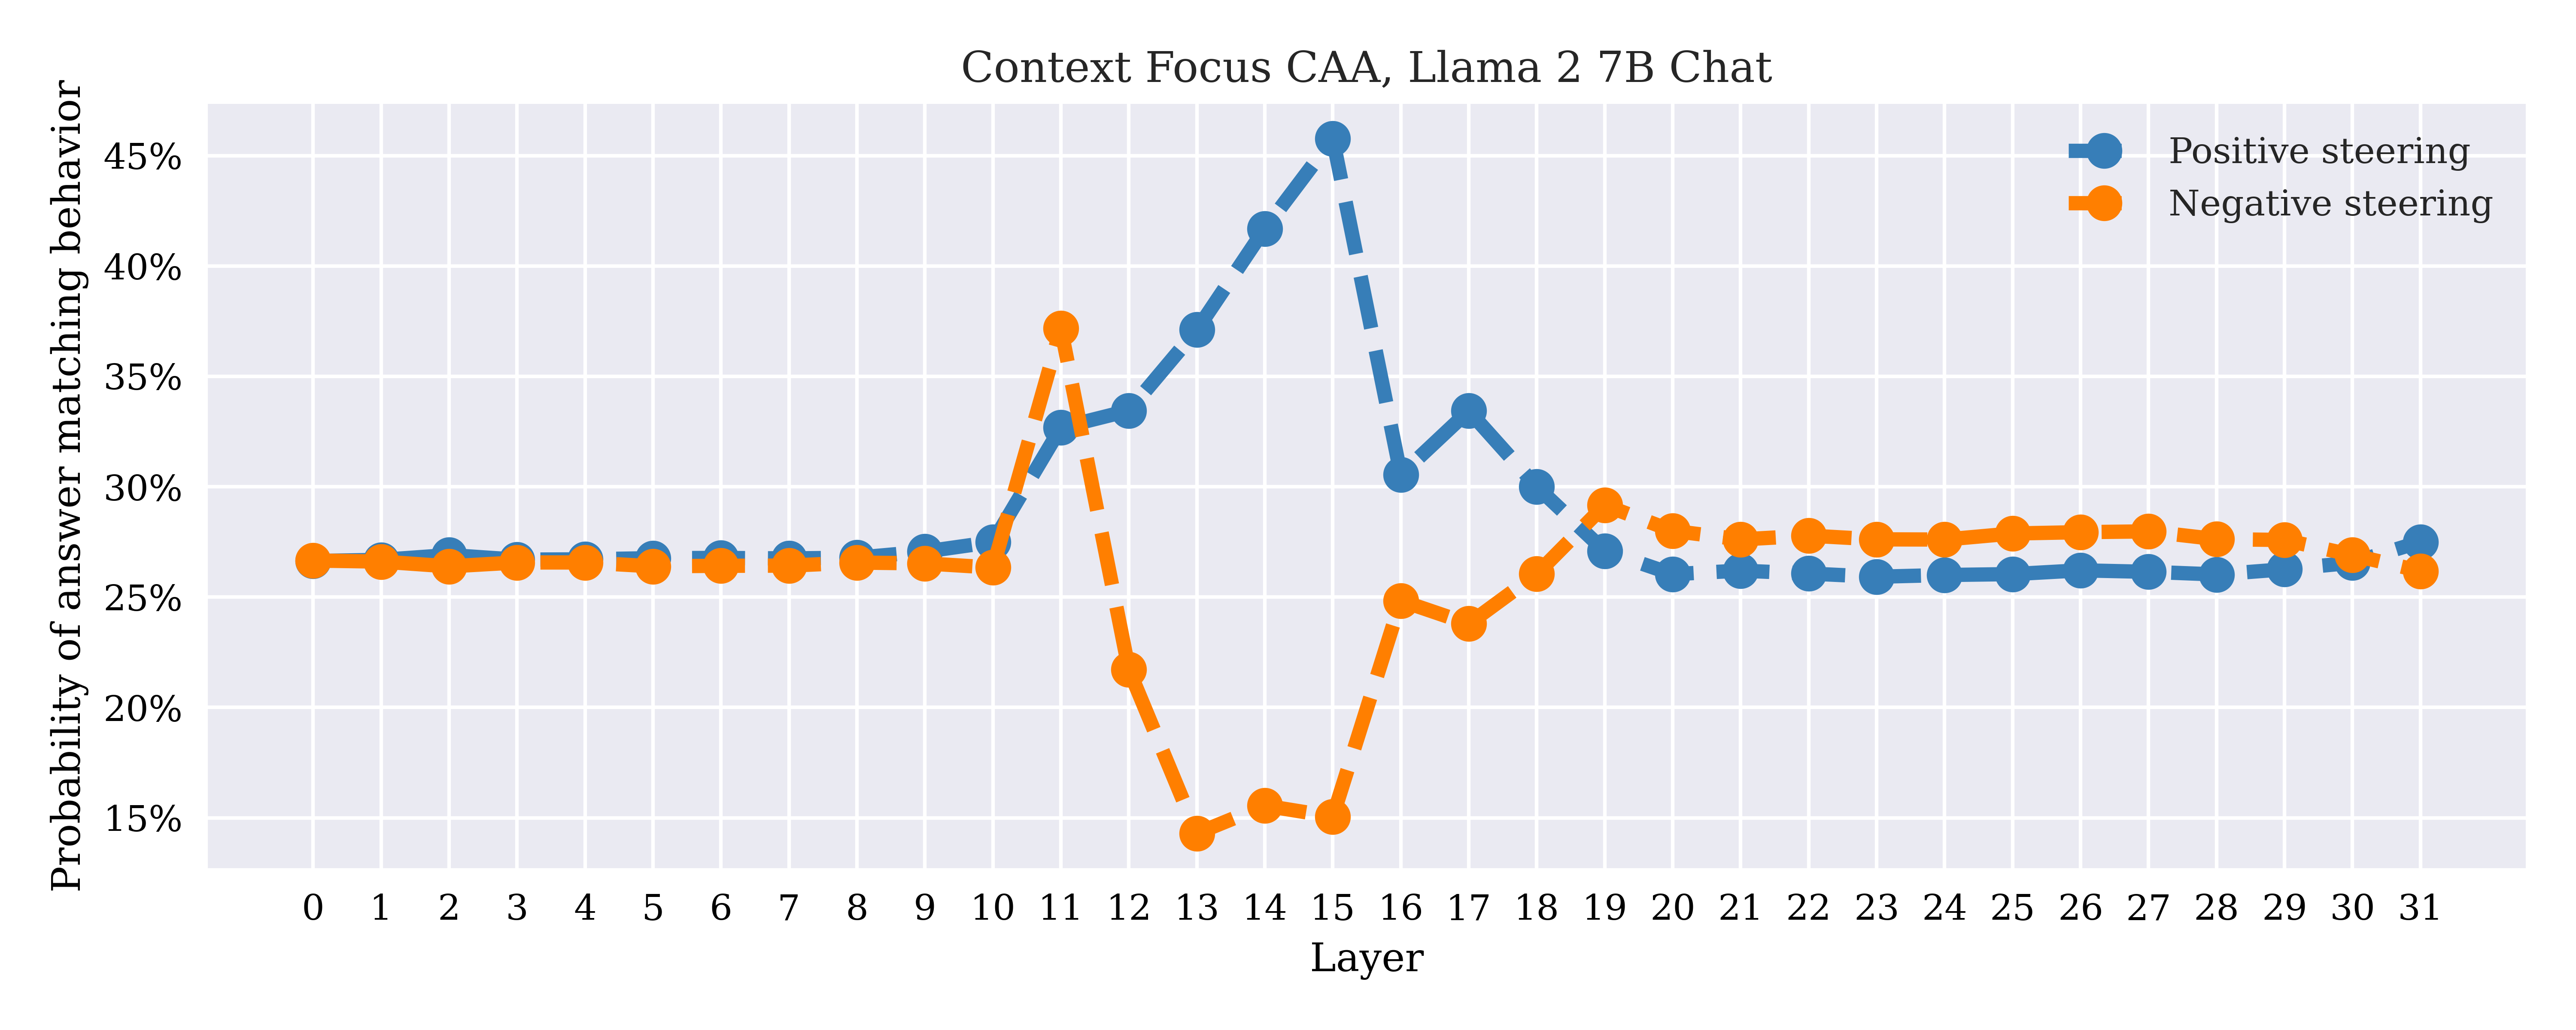 Context Focus CAA, Llama 2 7B Chat
Probability of answer matching behavior
45%
40%
35%
30%
25%
20%
15%
Positive steering
Negative steering
0 1 2 3 4 5 6 7 8 9 10 11 12 13 14 15 16 17 18 19 20 21 22 23 24 25 26 27 28 29 30 31
Layer